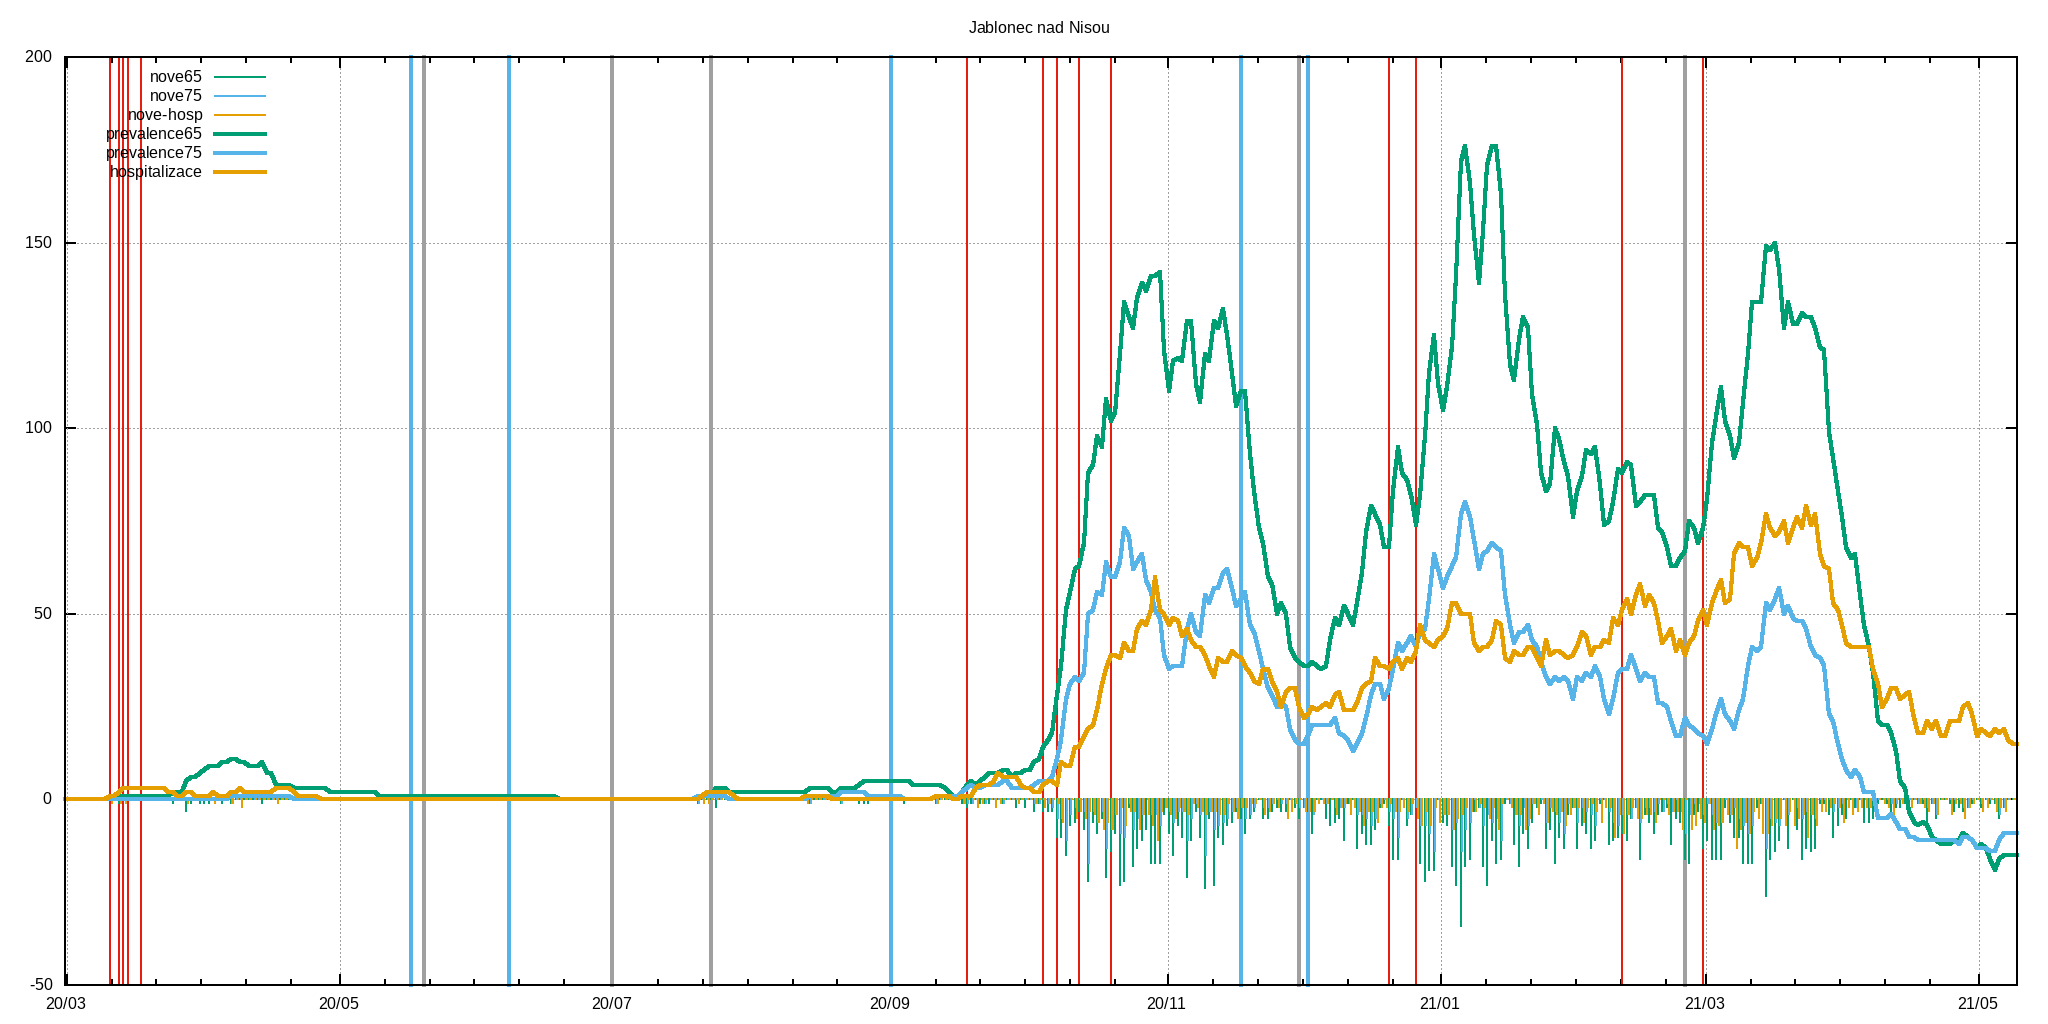 Jablonec nad Nisou
200
150
100
50
0
-50
nove65
nove75
nove-hosp
prevalence65
prevalence75
hospitalizace
20/03 20/05 20/07 20/09 20/11 21/01 21/03 21/05